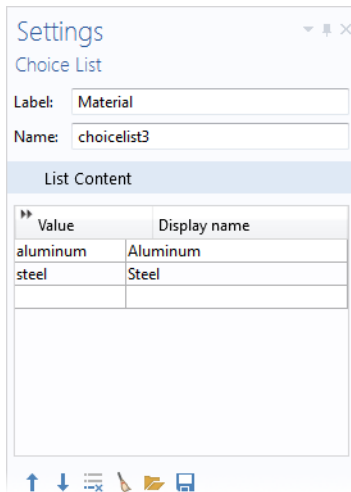 Settings
Choice List
Label: Material
Name: choicelist3
List Content
Value Display name
aluminum Aluminum
steel Steel